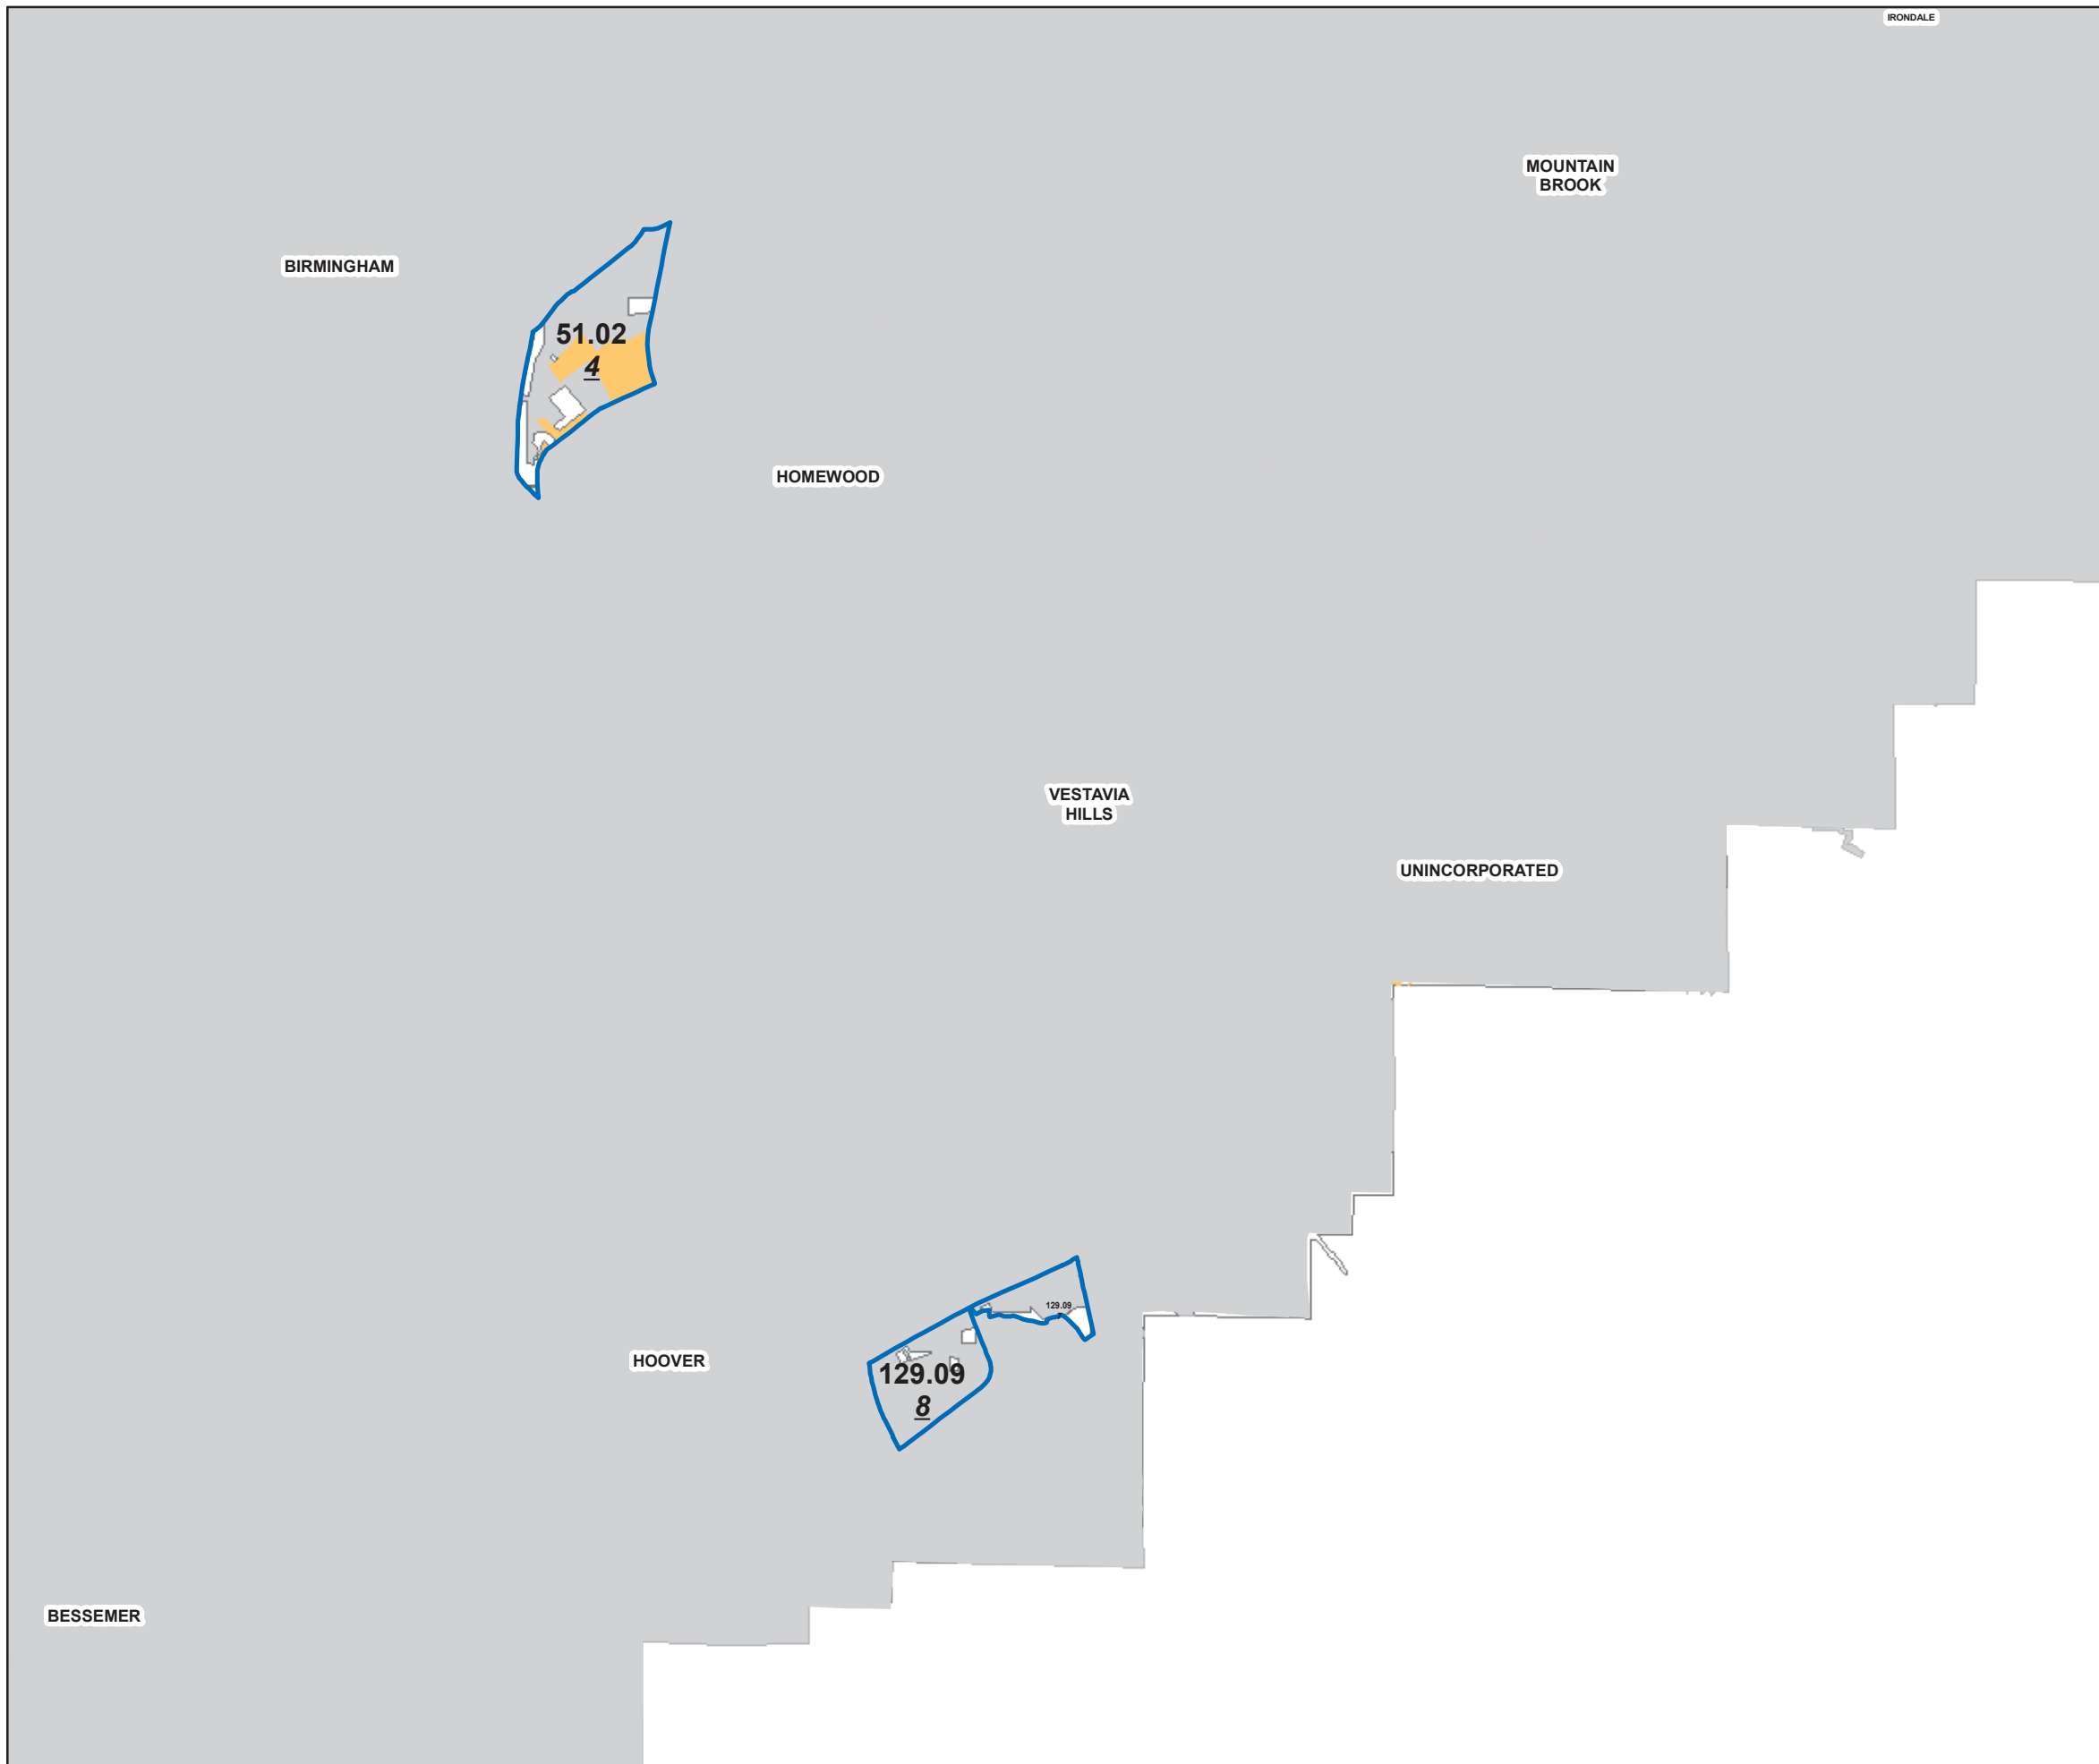 IRONDALE
MOUNTAIN
BROOK
BIRMINGHAM
51.02
4
HOMEWOOD
VESTAVIA
HILLS
UNINCORPORATED
129.09
HOOVER
129.09
8
BESSEMER